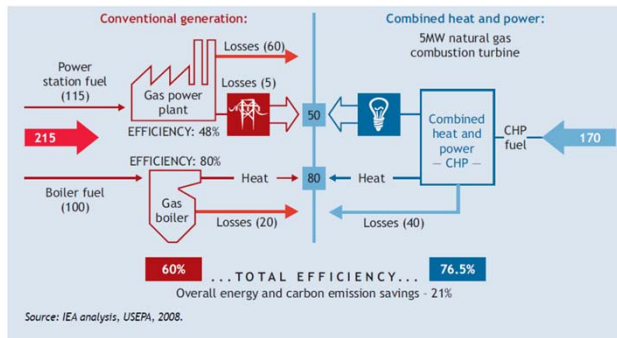 Conventional generation:
Combined heat and power:
5MW natural gas
combustion turbine
Losses (60)
Power
station fuel
(115)
Gas power
plant
Losses (5)
EFFICIENCY: 48%
215
50
Combined
heat and
power
— CHP —
CHP
fuel
170
EFFICIENCY: 80%
Boiler fuel
(100)
Gas
boiler
Heat
80
Heat
Losses (20)
Losses (40)
60% ...TOTAL EFFICIENCY... 76.5%
Overall energy and carbon emission savings - 21%
Source: IEA analysis, USEPA, 2008.